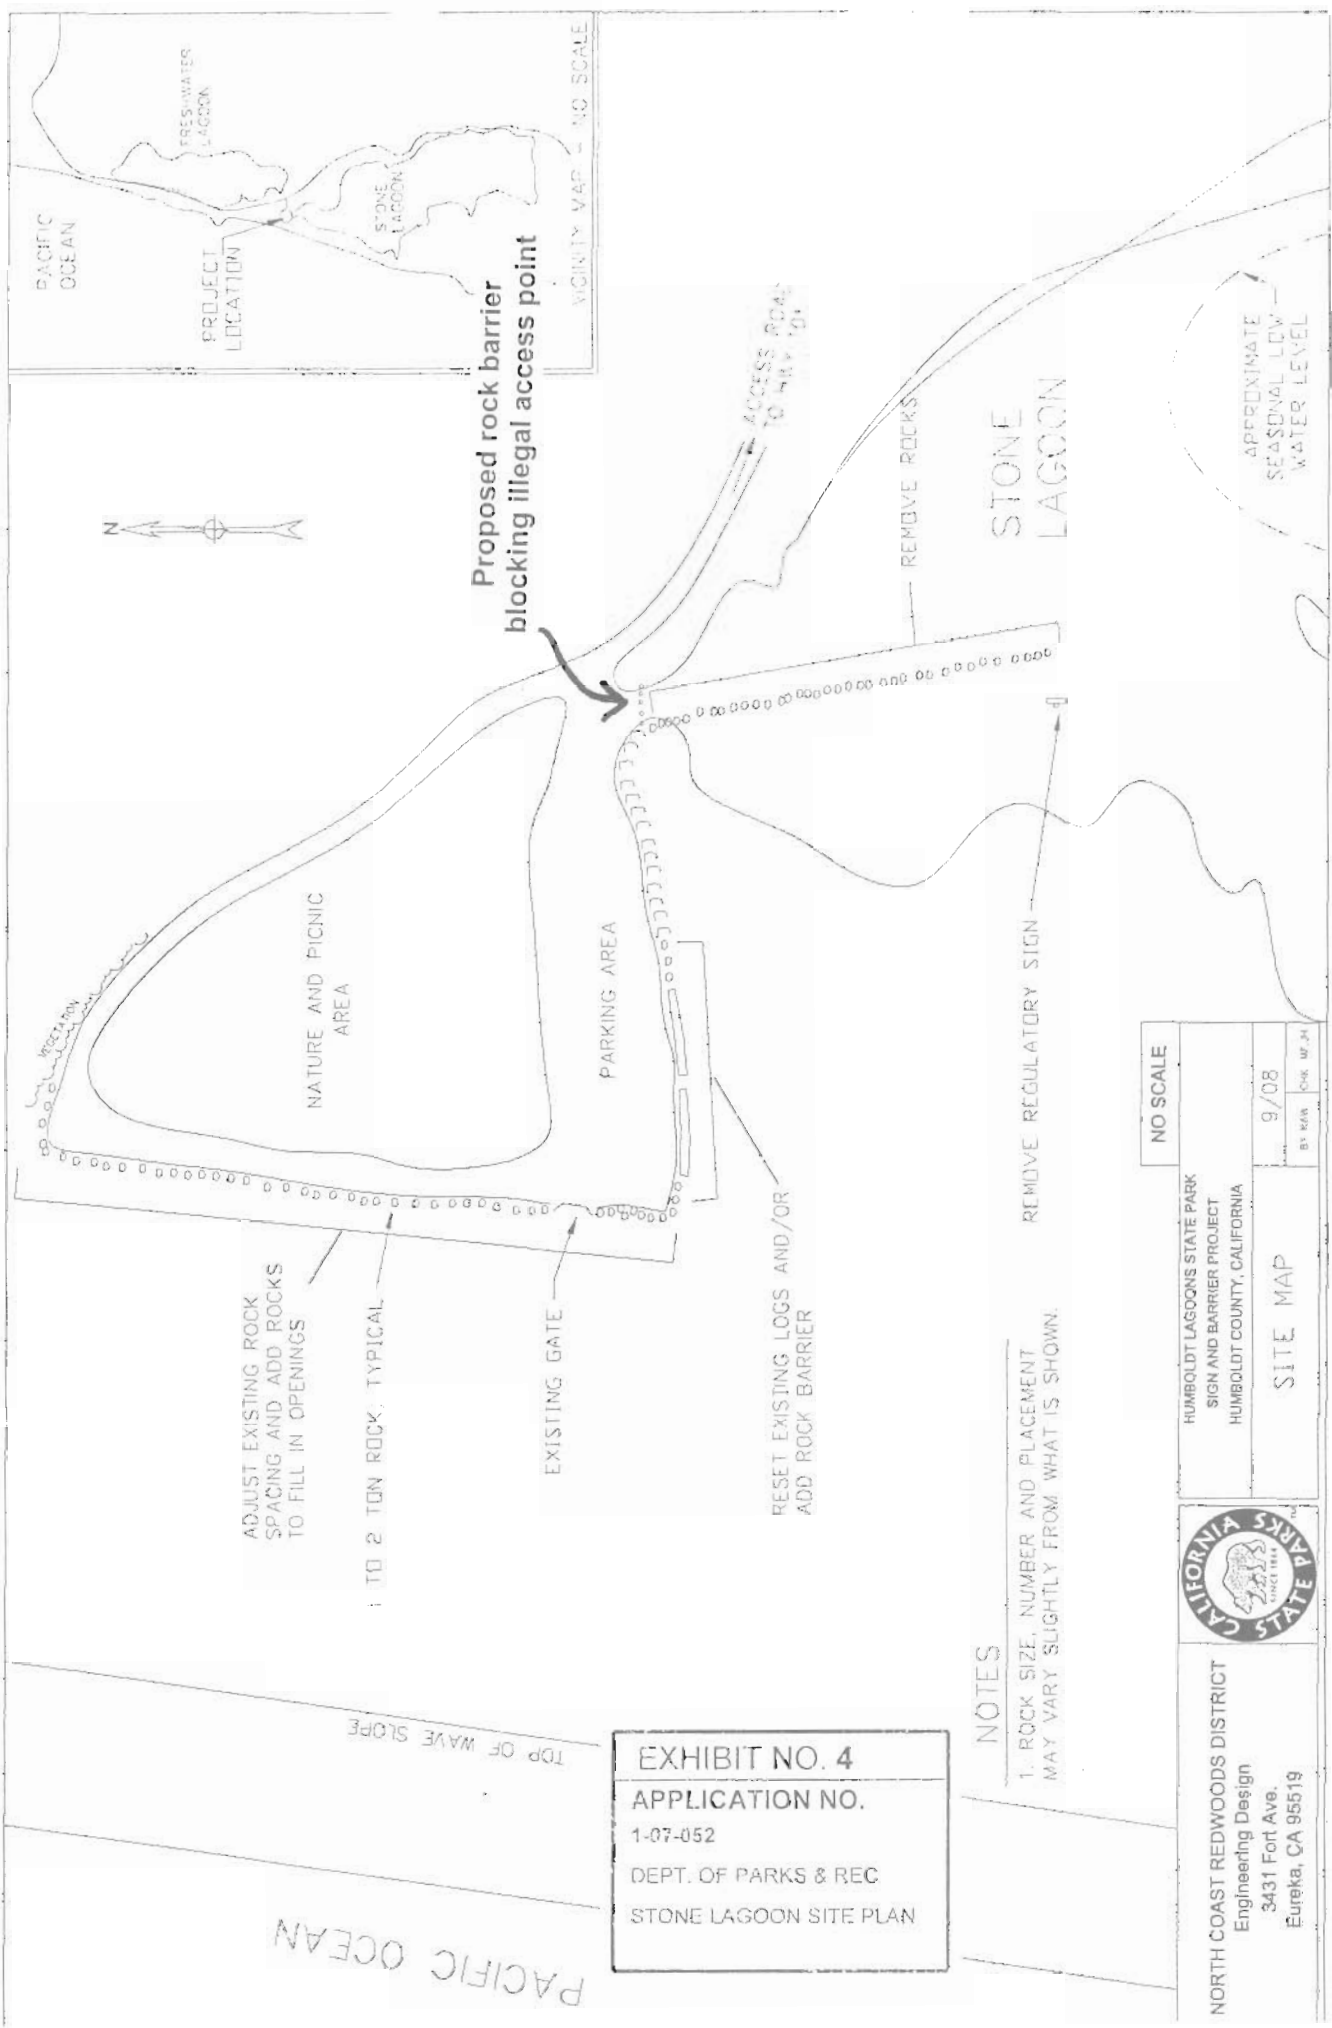 PACIFIC
OCEAN
FRESHWATER
LAGOON
PROJECT
LOCATION
STONE
LAGOON
VICINITY MAP - NO SCALE
N
Proposed rock barrier
blocking illegal access point
ACCESS ROAD
TO HWY 101
VEGETATION
NATURE AND PICNIC
AREA
PARKING AREA
REMOVE ROCKS
STONE
LAGOON
APPROXIMATE
SEASONAL LOW
WATER LEVEL
ADJUST EXISTING ROCK
SPACING AND ADD ROCKS
TO FILL IN OPENINGS
1 TO 2 TON ROCK, TYPICAL
EXISTING GATE
RESET EXISTING LOGS AND/OR
ADD ROCK BARRIER
REMOVE REGULATORY SIGN
TOP OF WAVE SLOPE
PACIFIC OCEAN
EXHIBIT NO. 4
APPLICATION NO.
1-07-052
DEPT. OF PARKS & REC
STONE LAGOON SITE PLAN
NOTES
1. ROCK SIZE, NUMBER AND PLACEMENT
MAY VARY SLIGHTLY FROM WHAT IS SHOWN.
NORTH COAST REDWOODS DISTRICT
Engineering Design
3431 Fort Ave.
Eureka, CA 95519
CALIFORNIA
STATE PARKS
SINCE 1864
TM
HUMBOLDT LAGOONS STATE PARK
SIGN AND BARRIER PROJECT
HUMBOLDT COUNTY, CALIFORNIA
SITE MAP
NO SCALE
9/08
BY
CHK